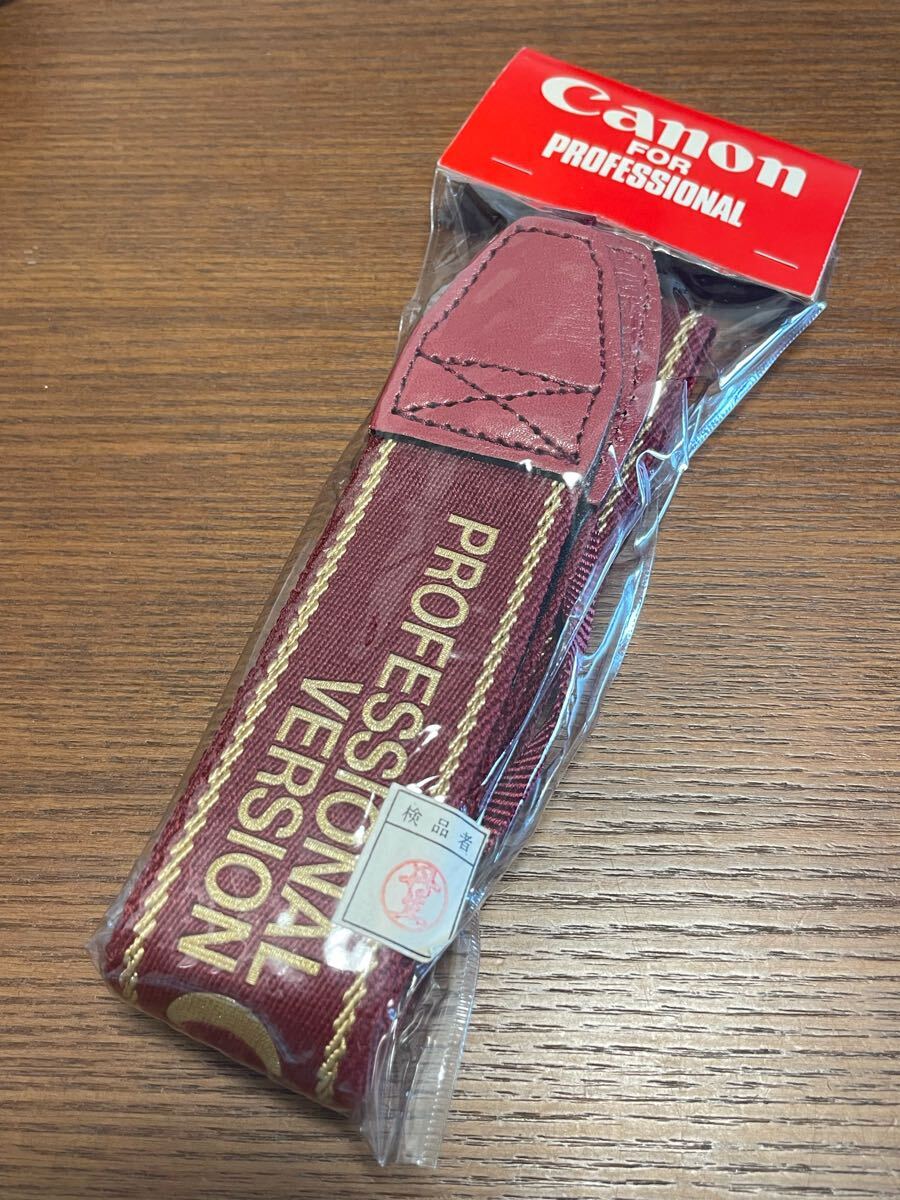 Canon
FOR
PROFESSIONAL
PROFESSIONAL
VERSION
検品者